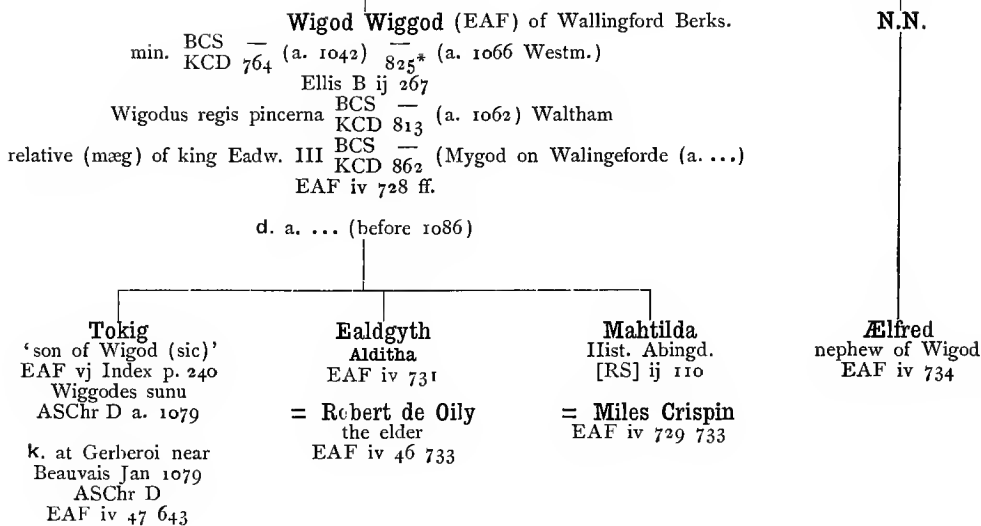 Wigod Wiggod (EAF) of Wallingford Berks.
N.N.
min. BCS — KCD 764 (a. 1042) — 825* (a. 1066 Westm.)
Ellis B ij 267
Wigodus regis pincerna BCS — KCD 813 (a. 1062) Waltham
relative (mæg) of king Eadw. III BCS — KCD 862 (Mygod on Walingeforde (a. ...)
EAF iv 728 ff.
d. a. ... (before 1086)
Tokig
'son of Wigod (sic)'
EAF vj Index p. 240
Wiggodes sunu
ASChr D a. 1079
k. at Gerberoi near
Beauvais Jan 1079
ASChr D
EAF iv 47 643
Ealdgyth
Alditha
EAF iv 731
= Robert de Oily
the elder
EAF iv 46 733
Mahtilda
Hist. Abingd.
[RS] ij 110
= Miles Crispin
EAF iv 729 733
Ælfred
nephew of Wigod
EAF iv 734